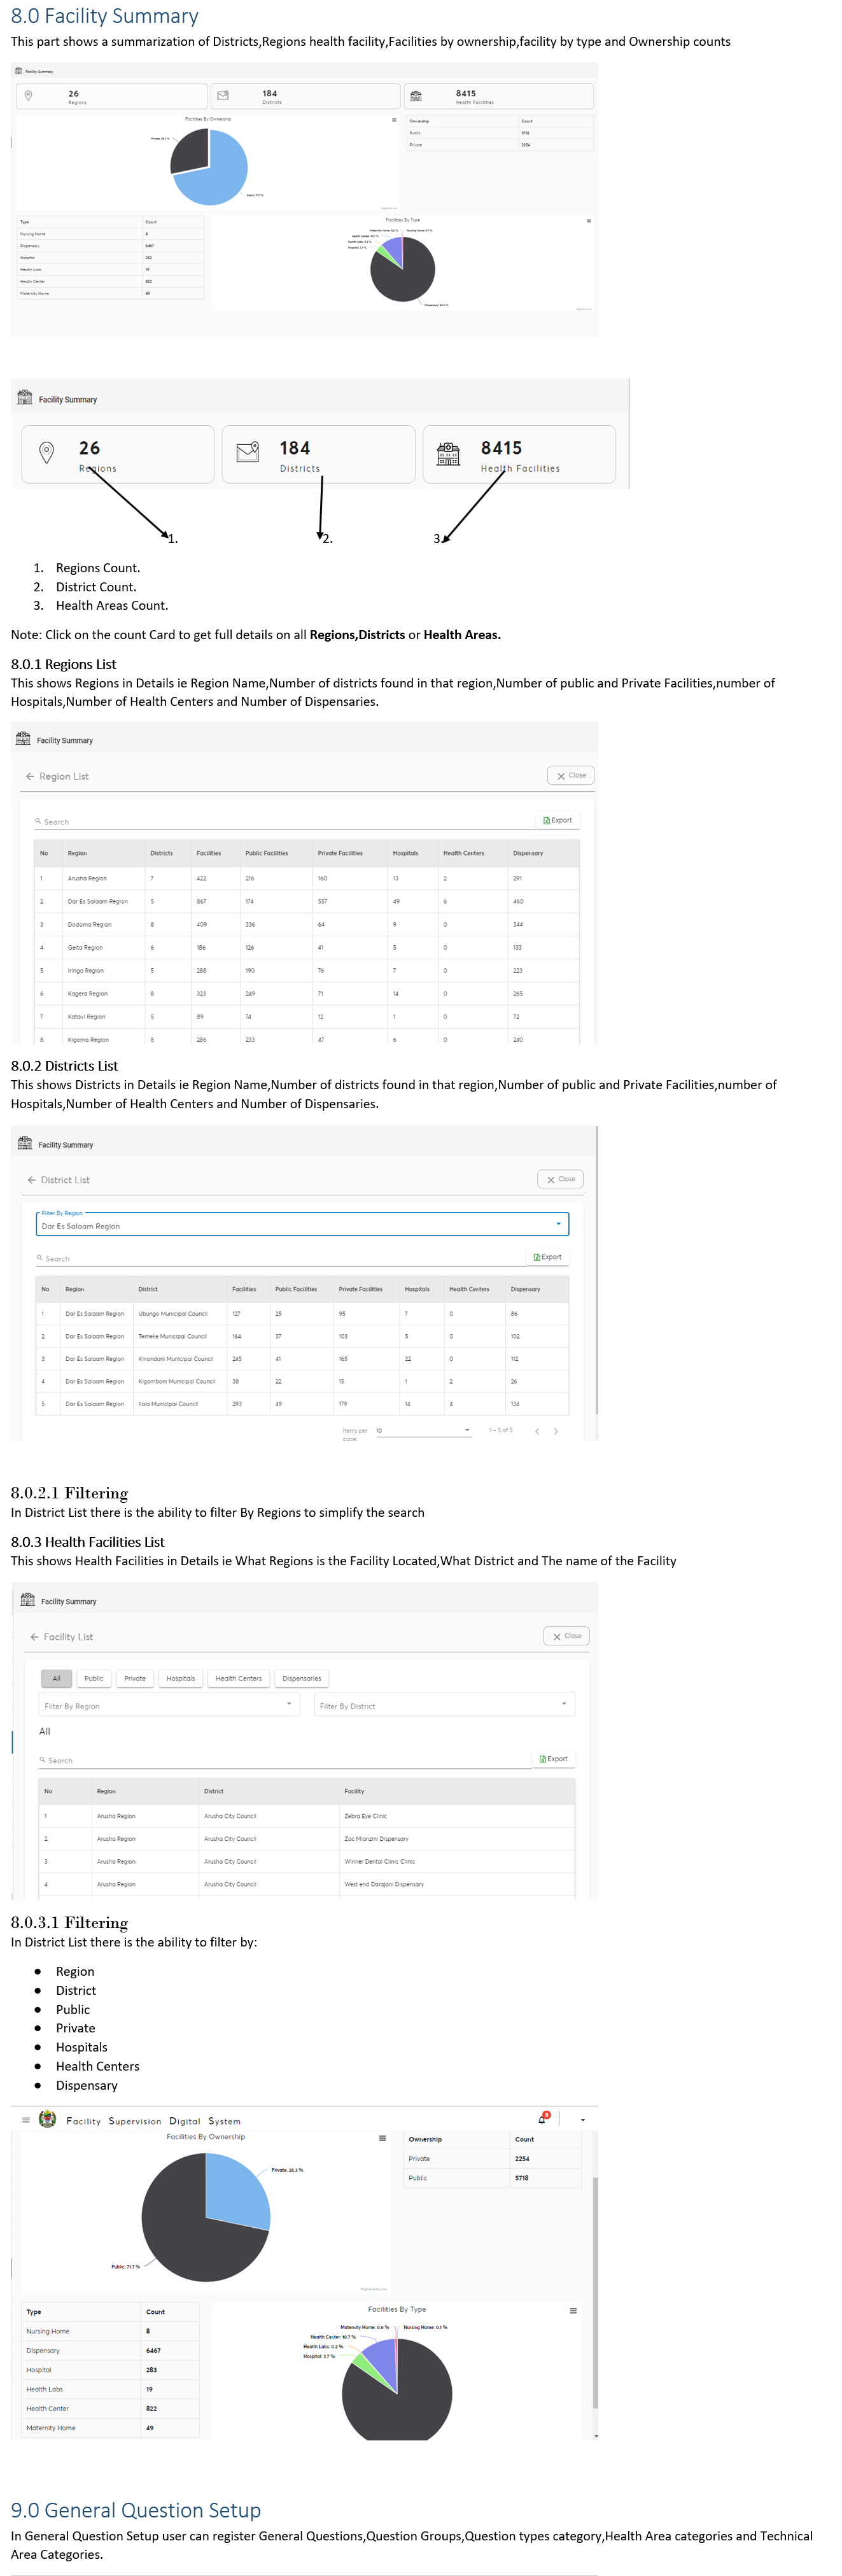 8.0 Facility Summary
This part shows a summarization of Districts,Regions health facility,Facilities by ownership,facility by type and Ownership counts
Facility Summary
26
Regions
184
Districts
8415
Health Facilities
Facilities By Ownership
Ownership Count
Public 5718
Private 2254
Type Count
Nursing Home 8
Dispensary 6467
Hospital 283
Health Labs 19
Health Center 822
Maternity Home 49
Facilities By Type
Facility Summary
26
Regions
184
Districts
8415
Health Facilities
1.
2.
3.
1. Regions Count.
2. District Count.
3. Health Areas Count.
Note: Click on the count Card to get full details on all Regions,Districts or Health Areas.
8.0.1 Regions List
This shows Regions in Details ie Region Name,Number of districts found in that region,Number of public and Private Facilities,number of
Hospitals,Number of Health Centers and Number of Dispensaries.
Facility Summary
← Region List
Close
Search
Export
No Region Districts Facilities Public Facilities Private Facilities Hospitals Health Centers Dispensary
1 Arusha Region 7 422 216 160 13 2 291
2 Dar Es Salaam Region 5 867 174 557 49 6 460
3 Dodoma Region 8 409 336 64 9 0 344
4 Geita Region 6 186 126 41 5 0 133
5 Iringa Region 5 288 190 76 7 0 223
6 Kagera Region 8 323 249 71 14 0 265
7 Katavi Region 5 89 74 12 1 0 72
8 Kigoma Region 8 286 233 47 6 0 240
8.0.2 Districts List
This shows Districts in Details ie Region Name,Number of districts found in that region,Number of public and Private Facilities,number of
Hospitals,Number of Health Centers and Number of Dispensaries.
Facility Summary
← District List
Close
Filter By Region
Dar Es Salaam Region
Search
Export
No Region District Facilities Public Facilities Private Facilities Hospitals Health Centers Dispensary
1 Dar Es Salaam Region Ubungo Municipal Council 127 25 95 7 0 86
2 Dar Es Salaam Region Temeke Municipal Council 164 37 103 5 0 102
3 Dar Es Salaam Region Kinondoni Municipal Council 245 41 165 22 0 112
4 Dar Es Salaam Region Kigamboni Municipal Council 38 22 15 1 2 26
5 Dar Es Salaam Region Ilala Municipal Council 293 49 179 14 4 134
Items per page: 10 1 – 5 of 5
8.0.2.1 Filtering
In District List there is the ability to filter By Regions to simplify the search
8.0.3 Health Facilities List
This shows Health Facilities in Details ie What Regions is the Facility Located,What District and The name of the Facility
Facility Summary
← Facility List
Close
All Public Private Hospitals Health Centers Dispensaries
Filter By Region Filter By District
All
Search
Export
No Region District Facility
1 Arusha Region Arusha City Council Zebra Eye Clinic
2 Arusha Region Arusha City Council Zac Mianzini Dispensary
3 Arusha Region Arusha City Council Winner Dental Clinic Clinic
4 Arusha Region Arusha City Council West end Darajani Dispensary
8.0.3.1 Filtering
In District List there is the ability to filter by:
● Region
● District
● Public
● Private
● Hospitals
● Health Centers
● Dispensary
Facility Supervision Digital System
Facilities By Ownership
Private: 28.3 %
Public: 71.7 %
Ownership Count
Private 2254
Public 5718
Type Count
Nursing Home 8
Dispensary 6467
Hospital 283
Health Labs 19
Health Center 822
Maternity Home 49
Facilities By Type
Maternity Home: 0.6 % Nursing Home: 0.1 %
Health Center: 10.7 %
Health Labs: 0.2 %
Hospital: 3.7 %
9.0 General Question Setup
In General Question Setup user can register General Questions,Question Groups,Question types category,Health Area categories and Technical
Area Categories.